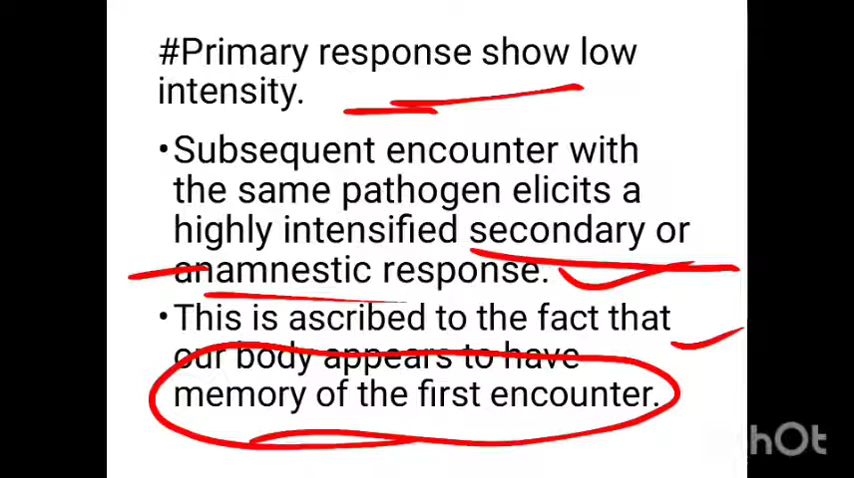 #Primary response show low
intensity.
•Subsequent encounter with
the same pathogen elicits a
highly intensified secondary or
anamnestic response.
•This is ascribed to the fact that
our body appears to have
memory of the first encounter.